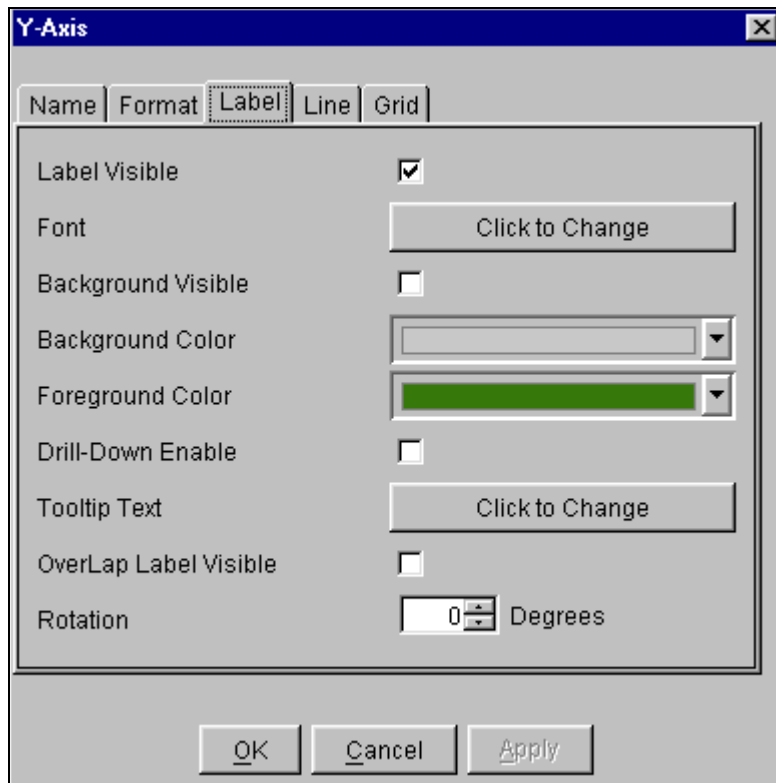 Y-Axis
Name Format Label Line Grid
Label Visible
Font Click to Change
Background Visible
Background Color
Foreground Color
Drill-Down Enable
Tooltip Text Click to Change
OverLap Label Visible
Rotation 0 Degrees
OK Cancel Apply